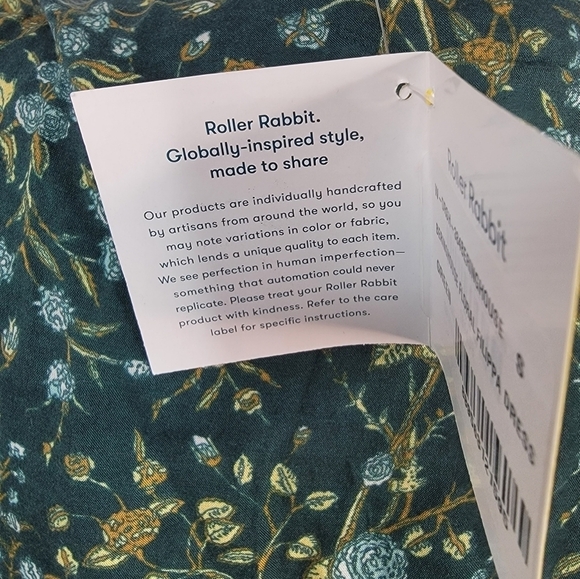 Roller Rabbit.
Globally-inspired style,
made to share
Our products are individually handcrafted
by artisans from around the world, so you
may note variations in color or fabric,
which lends a unique quality to each item.
We see perfection in human imperfection—
something that automation could never
replicate. Please treat your Roller Rabbit
product with kindness. Refer to the care
label for specific instructions.
Roller Rabbit
FILIPPA DRESS